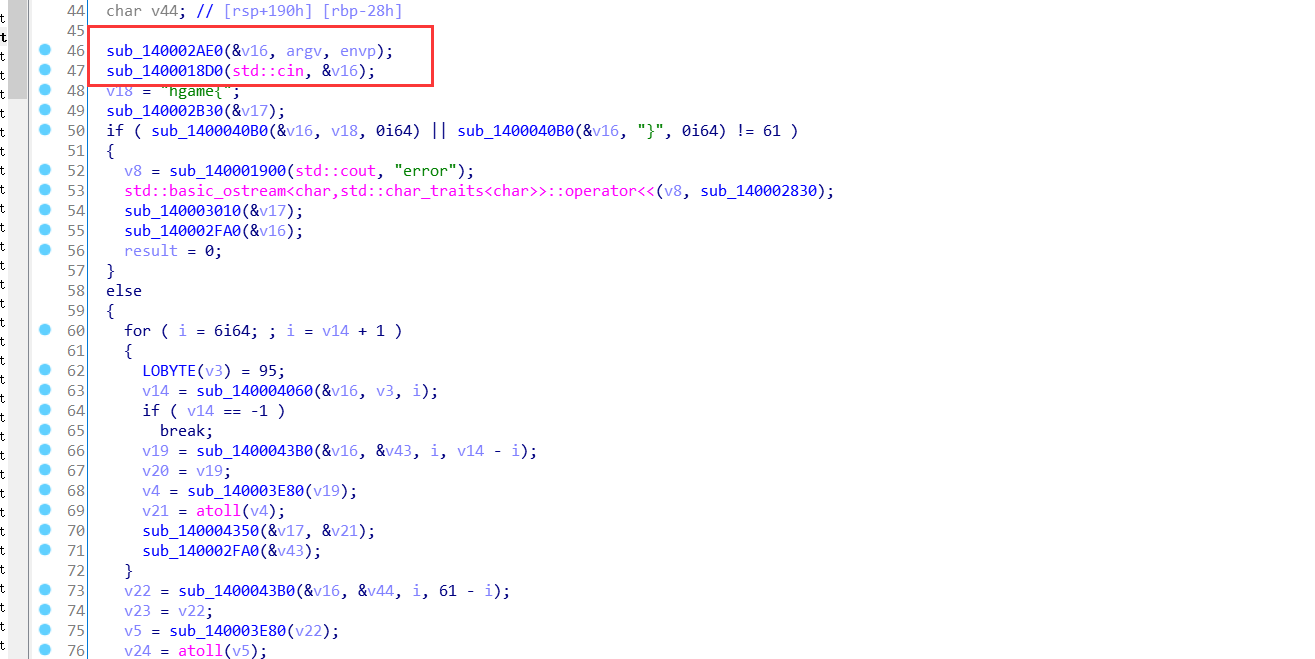 44 char v44; // [rsp+190h] [rbp-28h]
45
46 sub_140002AE0(&v16, argv, envp);
47 sub_1400018D0(std::cin, &v16);
48 v18 = "hgame{";
49 sub_140002B30(&v17);
50 if ( sub_1400040B0(&v16, v18, 0i64) || sub_1400040B0(&v16, "}", 0i64) != 61 )
51 {
52 v8 = sub_140001900(std::cout, "error");
53 std::basic_ostream<char,std::char_traits<char>>::operator<<(v8, sub_140002830);
54 sub_140003010(&v17);
55 sub_140002FA0(&v16);
56 result = 0;
57 }
58 else
59 {
60 for ( i = 6i64; ; i = v14 + 1 )
61 {
62 LOBYTE(v3) = 95;
63 v14 = sub_140004060(&v16, v3, i);
64 if ( v14 == -1 )
65 break;
66 v19 = sub_1400043B0(&v16, &v43, i, v14 - i);
67 v20 = v19;
68 v4 = sub_140003E80(v19);
69 v21 = atoll(v4);
70 sub_140004350(&v17, &v21);
71 sub_140002FA0(&v43);
72 }
73 v22 = sub_1400043B0(&v16, &v44, i, 61 - i);
74 v23 = v22;
75 v5 = sub_140003E80(v22);
76 v24 = atoll(v5);